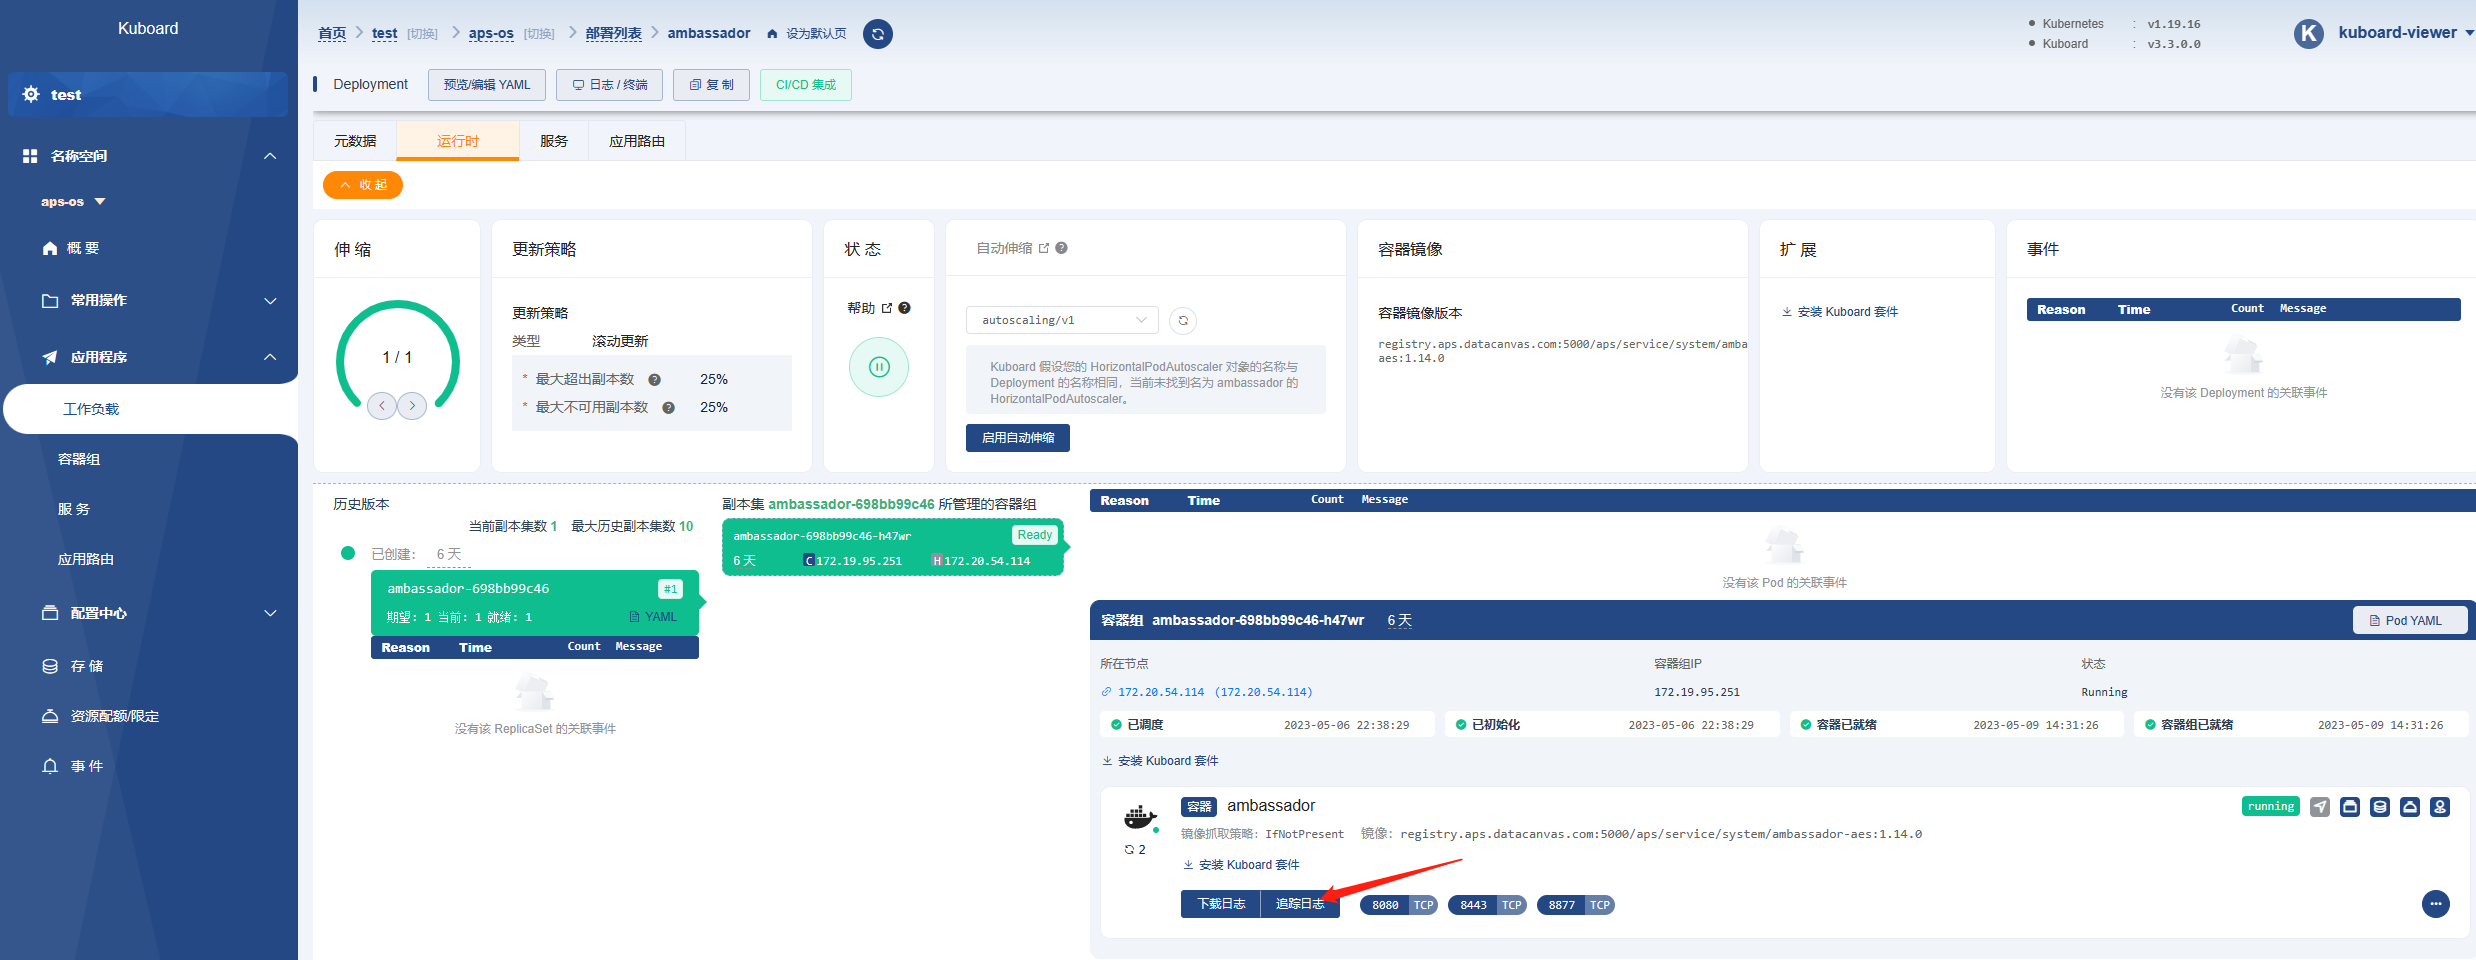 Kuboard
test
名称空间
aps-os
概 要
常用操作
应用程序
工作负载
容器组
服 务
应用路由
配置中心
存 储
资源配额/限定
事 件
首页 test [切换] aps-os [切换] 部署列表 ambassador 设为默认页
Kubernetes : v1.19.16
Kuboard : v3.3.0.0
K kuboard-viewer
Deployment 预览/编辑 YAML 日志 / 终端 复 制 CI/CD 集成
元数据 运行时 服务 应用路由
收 起
伸 缩
1 / 1
更新策略
更新策略
类型 滚动更新
* 最大超出副本数 25%
* 最大不可用副本数 25%
状 态
帮助
自动伸缩
autoscaling/v1
Kuboard 假设您的 HorizontalPodAutoscaler 对象的名称与
Deployment 的名称相同，当前未找到名为 ambassador 的
HorizontalPodAutoscaler。
启用自动伸缩
容器镜像
容器镜像版本
registry.aps.datacanvas.com:5000/aps/service/system/amba
aes:1.14.0
扩 展
安装 Kuboard 套件
事件
Reason Time Count Message
没有该 Deployment 的关联事件
历史版本
当前副本集数 1 最大历史副本集数 10
已创建： 6 天
ambassador-698bb99c46 #1
期望: 1 当前: 1 就绪: 1 YAML
Reason Time Count Message
没有该 ReplicaSet 的关联事件
副本集 ambassador-698bb99c46 所管理的容器组
ambassador-698bb99c46-h47wr Ready
6 天 C 172.19.95.251 H 172.20.54.114
Reason Time Count Message
没有该 Pod 的关联事件
容器组 ambassador-698bb99c46-h47wr 6 天 Pod YAML
所在节点 容器组IP 状态
172.20.54.114 (172.20.54.114) 172.19.95.251 Running
已调度 2023-05-06 22:38:29 已初始化 2023-05-06 22:38:29 容器已就绪 2023-05-09 14:31:26 容器组已就绪 2023-05-09 14:31:26
安装 Kuboard 套件
容器 ambassador running
镜像抓取策略: IfNotPresent 镜像: registry.aps.datacanvas.com:5000/aps/service/system/ambassador-aes:1.14.0
2
安装 Kuboard 套件
下载日志 追踪日志 8080 TCP 8443 TCP 8877 TCP